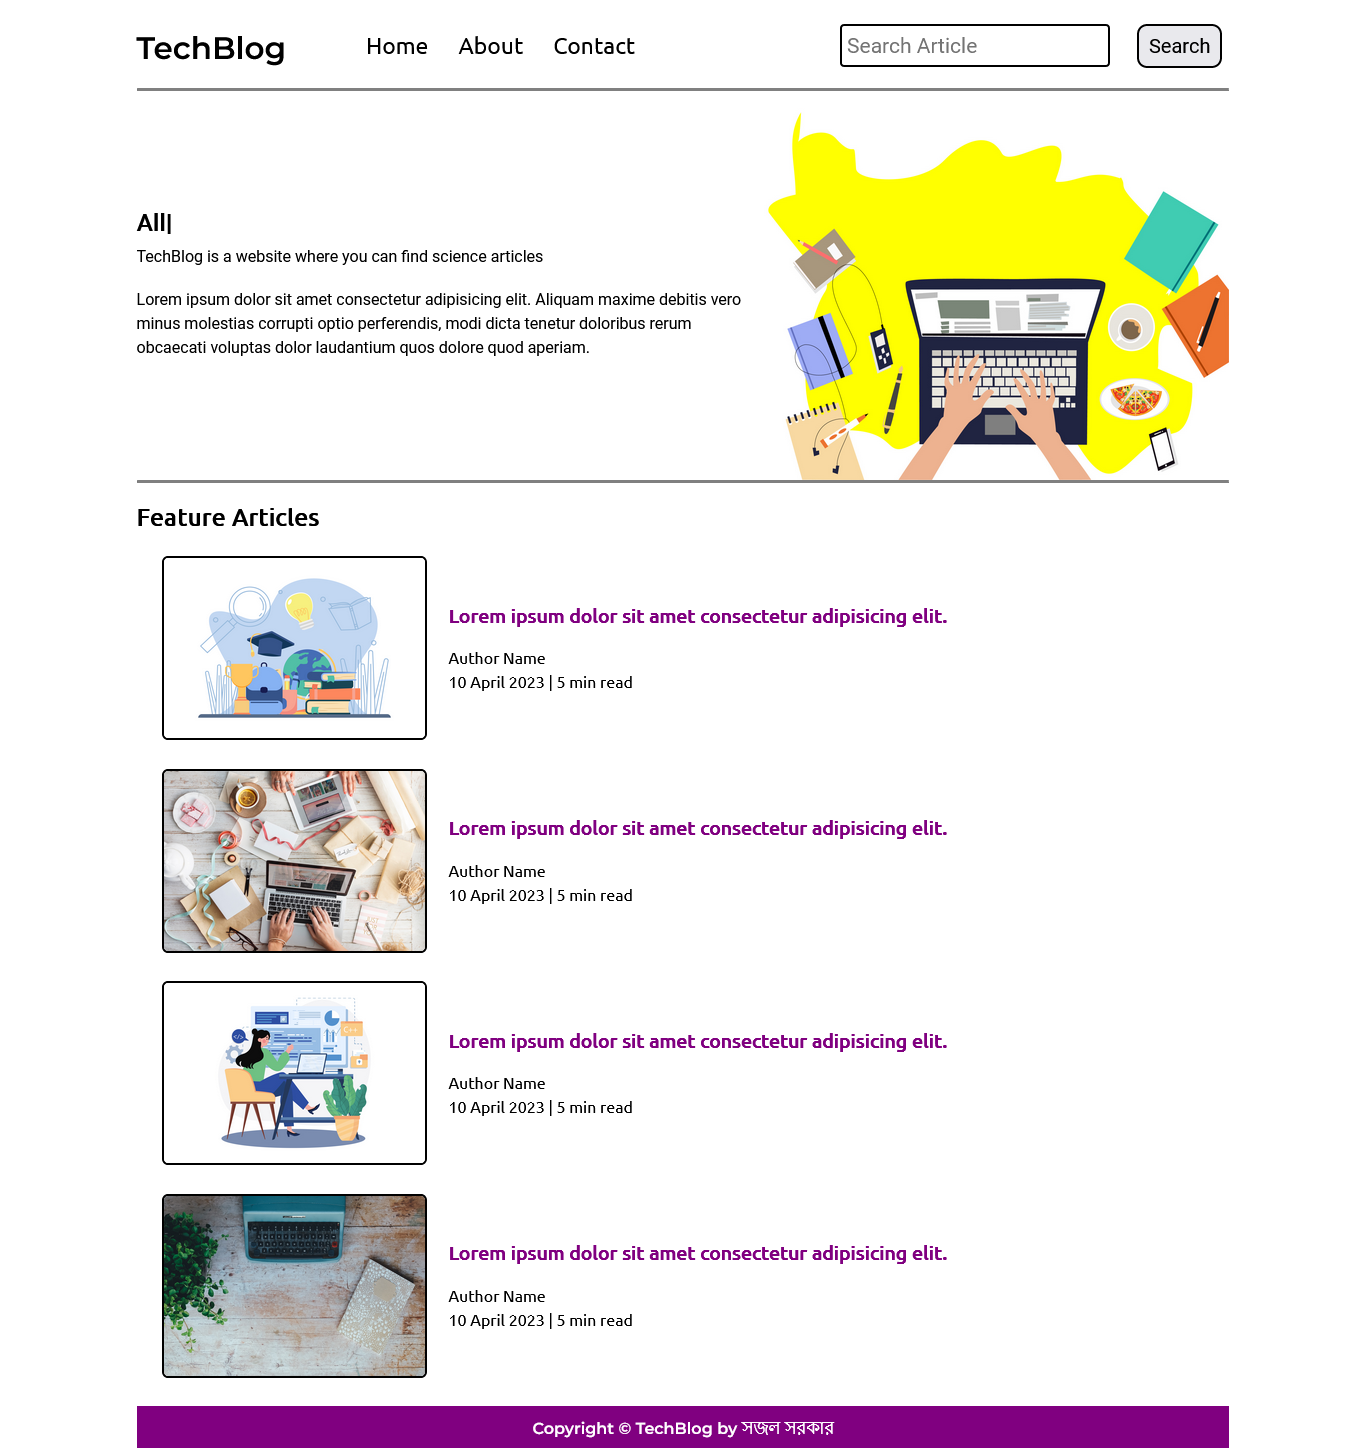 TechBlog
Home About Contact
Search Article
Search
All|
TechBlog is a website where you can find science articles
Lorem ipsum dolor sit amet consectetur adipisicing elit. Aliquam maxime debitis vero
minus molestias corrupti optio perferendis, modi dicta tenetur doloribus rerum
obcaecati voluptas dolor laudantium quos dolore quod aperiam.
Feature Articles
Lorem ipsum dolor sit amet consectetur adipisicing elit.
Author Name
10 April 2023 | 5 min read
Lorem ipsum dolor sit amet consectetur adipisicing elit.
Author Name
10 April 2023 | 5 min read
C++
</>
Lorem ipsum dolor sit amet consectetur adipisicing elit.
Author Name
10 April 2023 | 5 min read
Lorem ipsum dolor sit amet consectetur adipisicing elit.
Author Name
10 April 2023 | 5 min read
Copyright © TechBlog by সজল সরকার